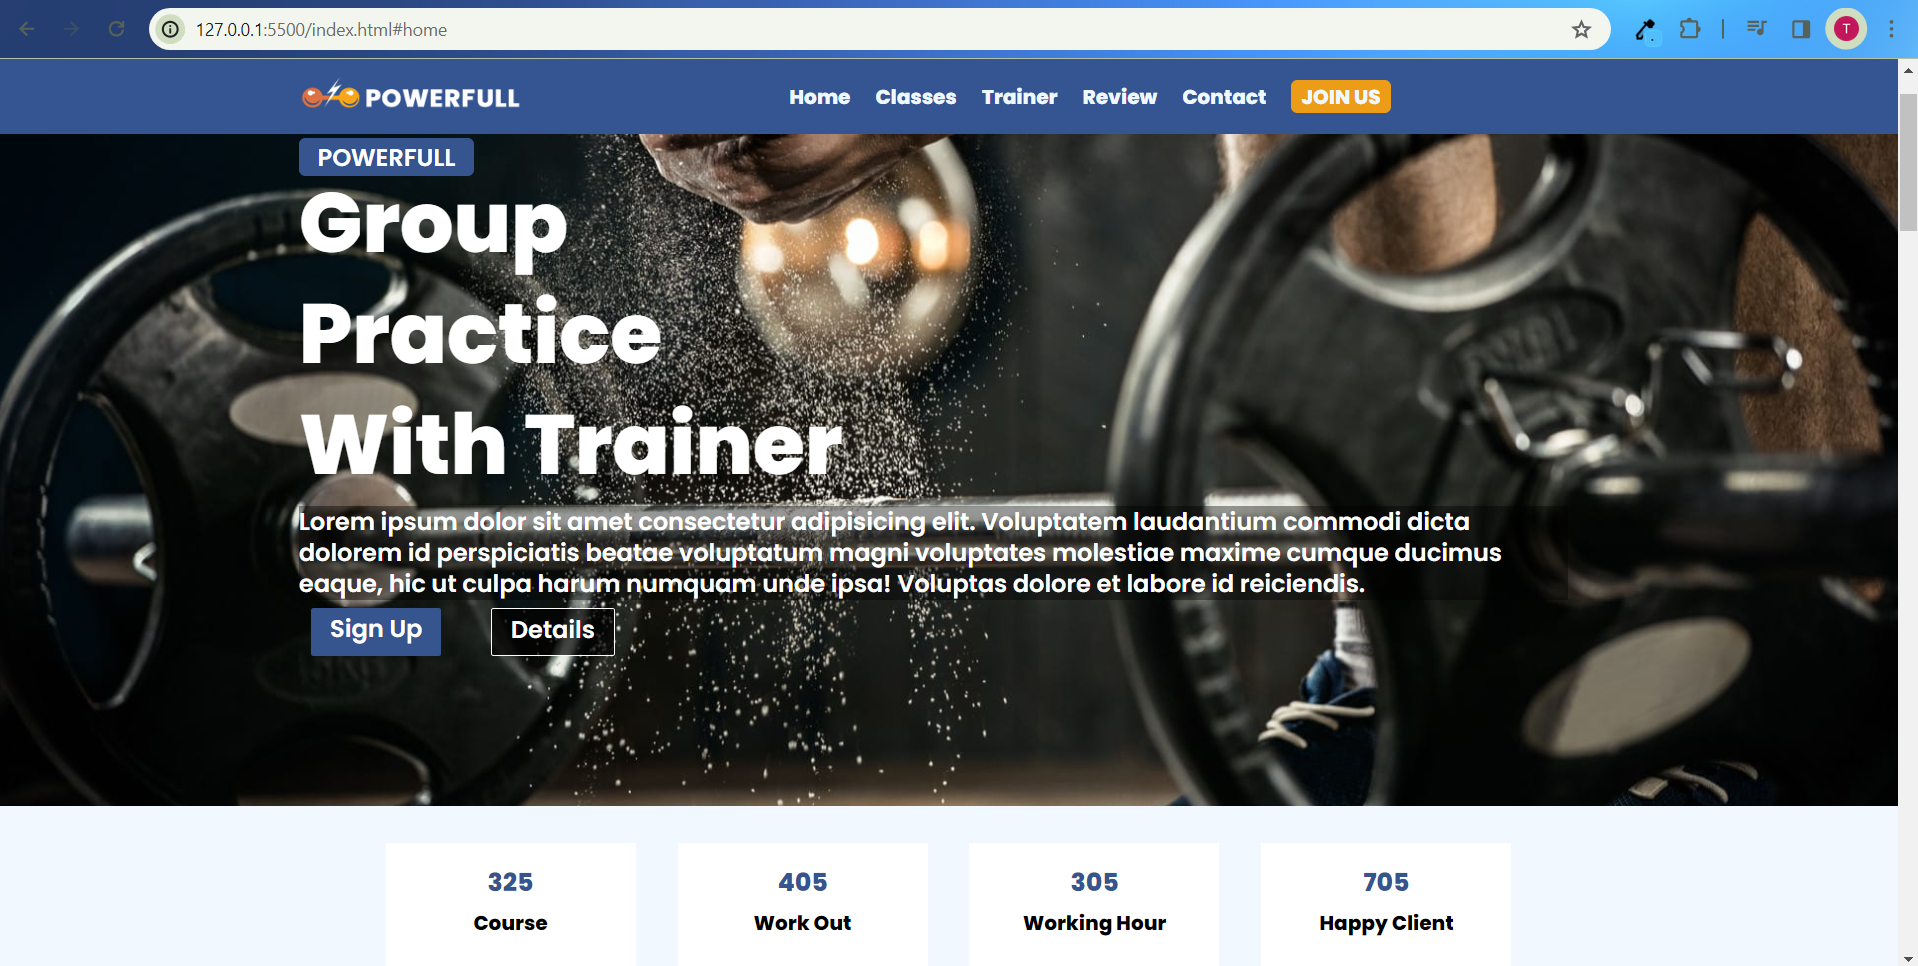 127.0.0.1:5500/index.html#home
T
POWERFULL
Home Classes Trainer Review Contact JOIN US
POWERFULL
Group
Practice
With Trainer
Lorem ipsum dolor sit amet consectetur adipisicing elit. Voluptatem laudantium commodi dicta
dolorem id perspiciatis beatae voluptatum magni voluptates molestiae maxime cumque ducimus
eaque, hic ut culpa harum numquam unde ipsa! Voluptas dolore et labore id reiciendis.
Sign Up Details
325 405 305 705
Course Work Out Working Hour Happy Client